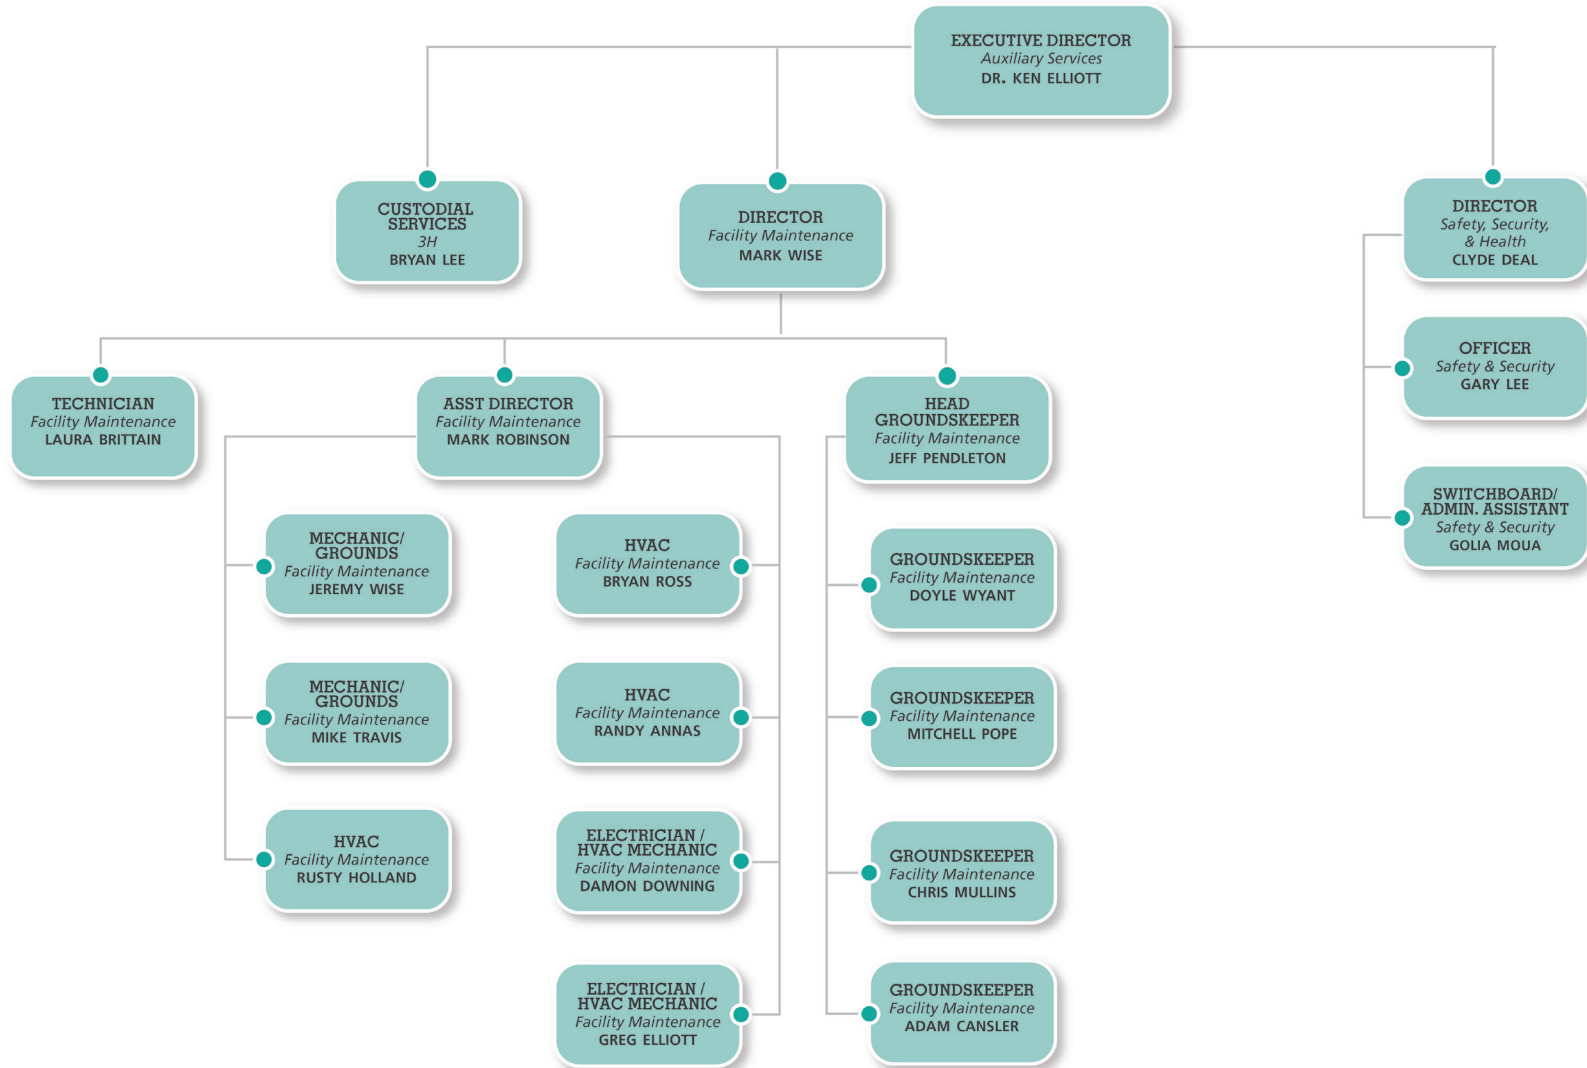 EXECUTIVE DIRECTOR
Auxiliary Services
DR. KEN ELLIOTT
CUSTODIAL
SERVICES
3H
BRYAN LEE
DIRECTOR
Facility Maintenance
MARK WISE
DIRECTOR
Safety, Security,
& Health
CLYDE DEAL
OFFICER
Safety & Security
GARY LEE
SWITCHBOARD/
ADMIN. ASSISTANT
Safety & Security
GOLIA MOUA
TECHNICIAN
Facility Maintenance
LAURA BRITTAIN
ASST DIRECTOR
Facility Maintenance
MARK ROBINSON
HEAD
GROUNDSKEEPER
Facility Maintenance
JEFF PENDLETON
MECHANIC/
GROUNDS
Facility Maintenance
JEREMY WISE
MECHANIC/
GROUNDS
Facility Maintenance
MIKE TRAVIS
HVAC
Facility Maintenance
RUSTY HOLLAND
HVAC
Facility Maintenance
BRYAN ROSS
HVAC
Facility Maintenance
RANDY ANNAS
ELECTRICIAN /
HVAC MECHANIC
Facility Maintenance
DAMON DOWNING
ELECTRICIAN /
HVAC MECHANIC
Facility Maintenance
GREG ELLIOTT
GROUNDSKEEPER
Facility Maintenance
DOYLE WYANT
GROUNDSKEEPER
Facility Maintenance
MITCHELL POPE
GROUNDSKEEPER
Facility Maintenance
CHRIS MULLINS
GROUNDSKEEPER
Facility Maintenance
ADAM CANSLER